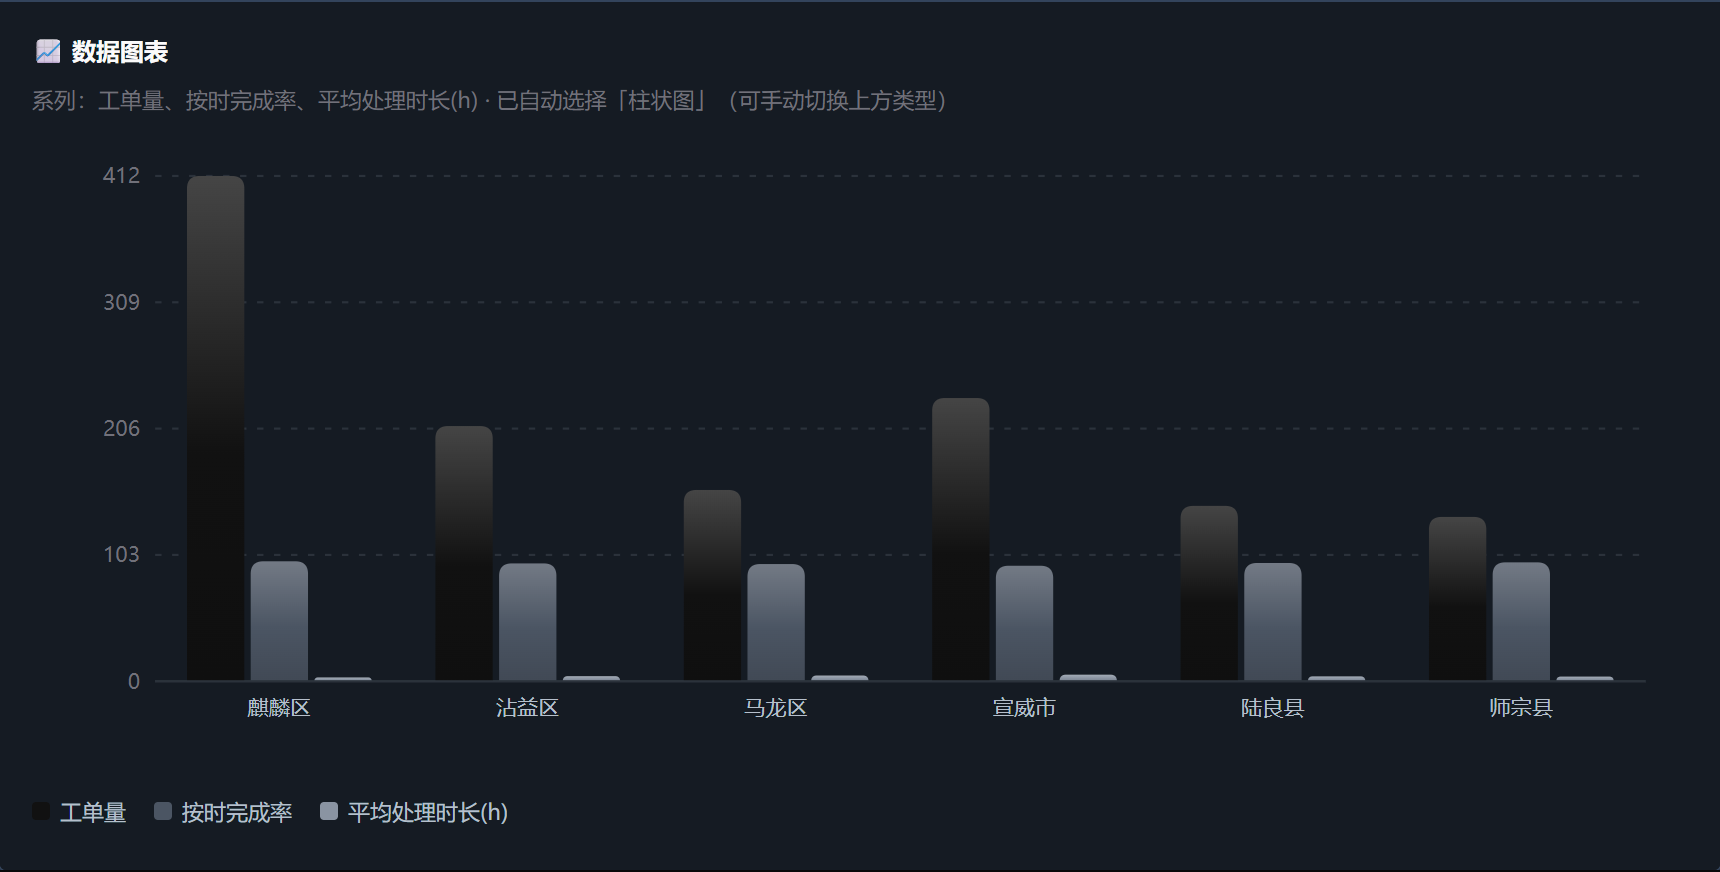 数据图表
系列：工单量、按时完成率、平均处理时长(h) · 已自动选择「柱状图」（可手动切换上方类型）
412
309
206
103
0
麒麟区 沾益区 马龙区 宣威市 陆良县 师宗县
工单量 按时完成率 平均处理时长(h)